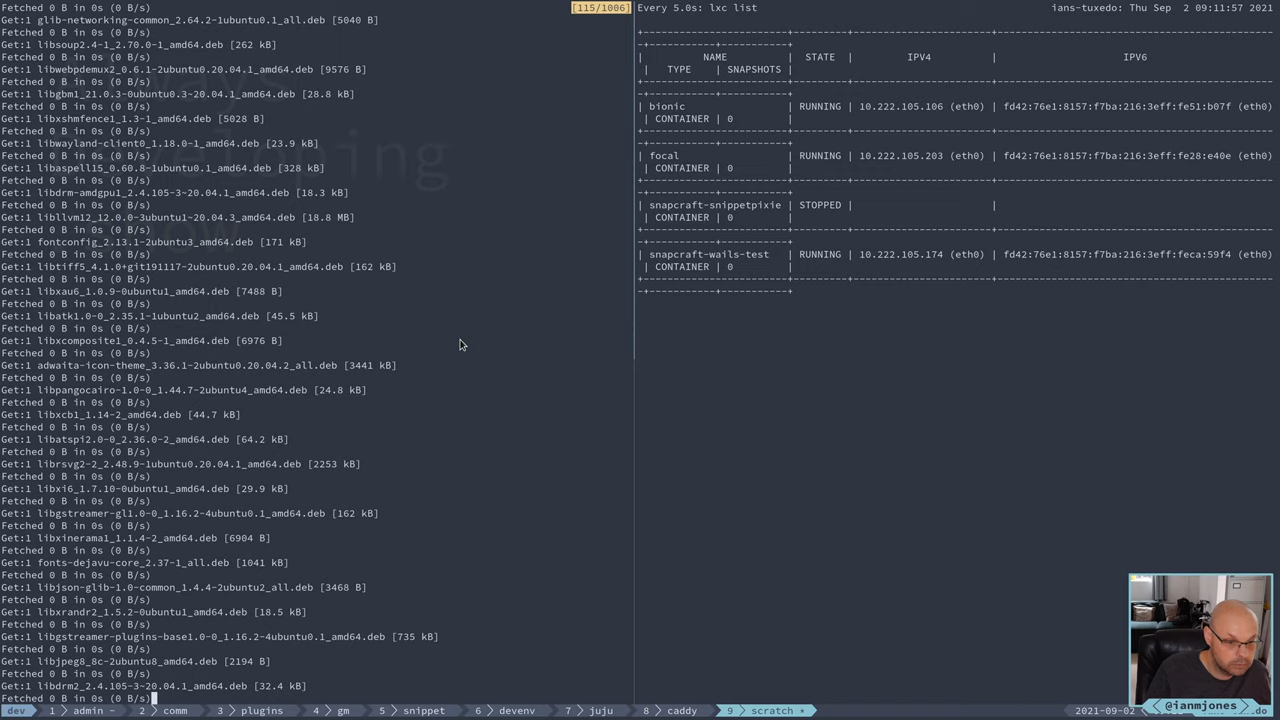 Fetched 0 B in 0s (0 B/s)
[115/1006]
Get:1 glib-networking-common_2.64.2-1ubuntu0.1_all.deb [5040 B]
Fetched 0 B in 0s (0 B/s)
Get:1 libsoup2.4-1_2.70.0-1_amd64.deb [262 kB]
Fetched 0 B in 0s (0 B/s)
Get:1 libwebpdemux2_0.6.1-2ubuntu0.20.04.1_amd64.deb [9576 B]
Fetched 0 B in 0s (0 B/s)
Get:1 libgbm1_21.0.3-0ubuntu0.3~20.04.1_amd64.deb [28.8 kB]
Fetched 0 B in 0s (0 B/s)
Get:1 libxshmfence1_1.3-1_amd64.deb [5028 B]
Fetched 0 B in 0s (0 B/s)
Get:1 libwayland-client0_1.18.0-1_amd64.deb [23.9 kB]
Fetched 0 B in 0s (0 B/s)
Get:1 libaspell15_0.60.8-1ubuntu0.1_amd64.deb [328 kB]
Fetched 0 B in 0s (0 B/s)
Get:1 libdrm-amdgpu1_2.4.105-3~20.04.1_amd64.deb [18.3 kB]
Fetched 0 B in 0s (0 B/s)
Get:1 libllvm12_12.0.0-3ubuntu1~20.04.3_amd64.deb [18.8 MB]
Fetched 0 B in 0s (0 B/s)
Get:1 fontconfig_2.13.1-2ubuntu3_amd64.deb [171 kB]
Fetched 0 B in 0s (0 B/s)
Get:1 libtiff5_4.1.0+git191117-2ubuntu0.20.04.1_amd64.deb [162 kB]
Fetched 0 B in 0s (0 B/s)
Get:1 libxau6_1.0.9-0ubuntu1_amd64.deb [7488 B]
Fetched 0 B in 0s (0 B/s)
Get:1 libatk1.0-0_2.35.1-1ubuntu2_amd64.deb [45.5 kB]
Fetched 0 B in 0s (0 B/s)
Get:1 libxcomposite1_0.4.5-1_amd64.deb [6976 B]
Fetched 0 B in 0s (0 B/s)
Get:1 adwaita-icon-theme_3.36.1-2ubuntu0.20.04.2_all.deb [3441 kB]
Fetched 0 B in 0s (0 B/s)
Get:1 libpangocairo-1.0-0_1.44.7-2ubuntu4_amd64.deb [24.8 kB]
Fetched 0 B in 0s (0 B/s)
Get:1 libxcb1_1.14-2_amd64.deb [44.7 kB]
Fetched 0 B in 0s (0 B/s)
Get:1 libatspi2.0-0_2.36.0-2_amd64.deb [64.2 kB]
Fetched 0 B in 0s (0 B/s)
Get:1 librsvg2-2_2.48.9-1ubuntu0.20.04.1_amd64.deb [2253 kB]
Fetched 0 B in 0s (0 B/s)
Get:1 libxi6_1.7.10-0ubuntu1_amd64.deb [29.9 kB]
Fetched 0 B in 0s (0 B/s)
Get:1 libgstreamer-gl1.0-0_1.16.2-4ubuntu0.1_amd64.deb [162 kB]
Fetched 0 B in 0s (0 B/s)
Get:1 libxinerama1_1.1.4-2_amd64.deb [6904 B]
Fetched 0 B in 0s (0 B/s)
Get:1 fonts-dejavu-core_2.37-1_all.deb [1041 kB]
Fetched 0 B in 0s (0 B/s)
Get:1 libjson-glib-1.0-common_1.4.4-2ubuntu2_all.deb [3468 B]
Fetched 0 B in 0s (0 B/s)
Get:1 libxrandr2_1.5.2-0ubuntu1_amd64.deb [18.5 kB]
Fetched 0 B in 0s (0 B/s)
Get:1 libgstreamer-plugins-base1.0-0_1.16.2-4ubuntu0.1_amd64.deb [735 kB]
Fetched 0 B in 0s (0 B/s)
Get:1 libjpeg8_8c-2ubuntu8_amd64.deb [2194 B]
Fetched 0 B in 0s (0 B/s)
Get:1 libdrm2_2.4.105-3~20.04.1_amd64.deb [32.4 kB]
Fetched 0 B in 0s (0 B/s)
Every 5.0s: lxc list ians-tuxedo: Thu Sep 2 09:11:57 2021
| NAME | STATE | IPV4 | IPV6
| TYPE | SNAPSHOTS |
| bionic | RUNNING | 10.222.105.106 (eth0) | fd42:76e1:8157:f7ba:216:3eff:fe51:b07f (eth0)
| CONTAINER | 0 |
| focal | RUNNING | 10.222.105.203 (eth0) | fd42:76e1:8157:f7ba:216:3eff:fe28:e40e (eth0)
| CONTAINER | 0 |
| snapcraft-snippetpixie | STOPPED | |
| CONTAINER | 0 |
| snapcraft-wails-test | RUNNING | 10.222.105.174 (eth0) | fd42:76e1:8157:f7ba:216:3eff:feca:59f4 (eth0)
| CONTAINER | 0 |
dev 1 admin - 2 comm 3 plugins 4 gm 5 snippet 6 devenv 7 juju 8 caddy 9 scratch * 2021-09-02
@ianmjones